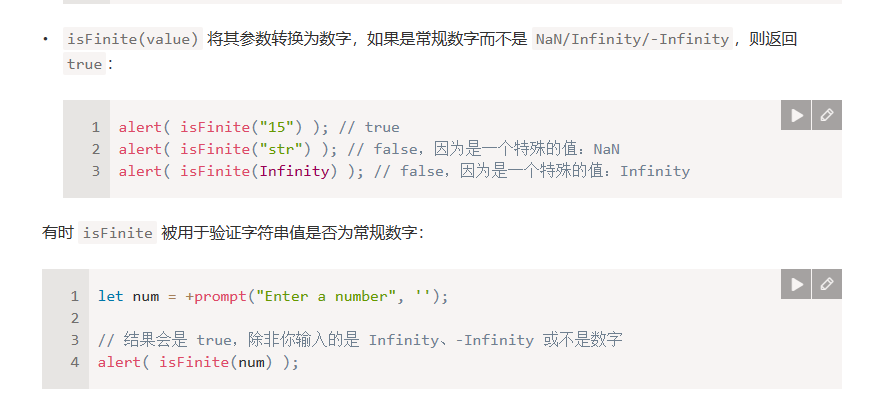 • isFinite(value) 将其参数转换为数字，如果是常规数字而不是 NaN/Infinity/-Infinity，则返回
true：
1 alert( isFinite("15") ); // true
2 alert( isFinite("str") ); // false，因为是一个特殊的值：NaN
3 alert( isFinite(Infinity) ); // false，因为是一个特殊的值：Infinity
有时 isFinite 被用于验证字符串值是否为常规数字：
1 let num = +prompt("Enter a number", '');
2
3 // 结果会是 true，除非你输入的是 Infinity、-Infinity 或不是数字
4 alert( isFinite(num) );